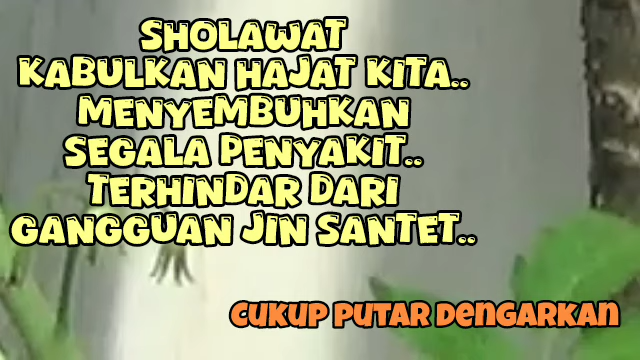 SHOLAWAT
KABULKAN HAJAT KITA..
MENYEMBUHKAN
SEGALA PENYAKIT..
TERHINDAR DARI
GANGGUAN JIN SANTET..
CUKUP PUTAR DENGARKAN